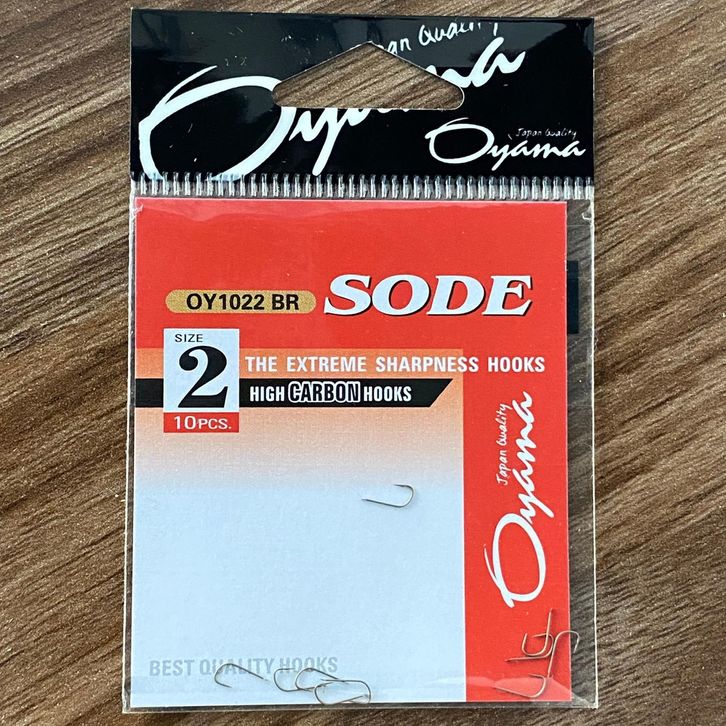 Japan Quality
Oyama
Japan Quality
Oyama
OY1022 BR
SODE
SIZE
2
10PCS.
THE EXTREME SHARPNESS HOOKS
HIGH CARBON HOOKS
Japan Quality
Oyama
BEST QUALITY HOOKS